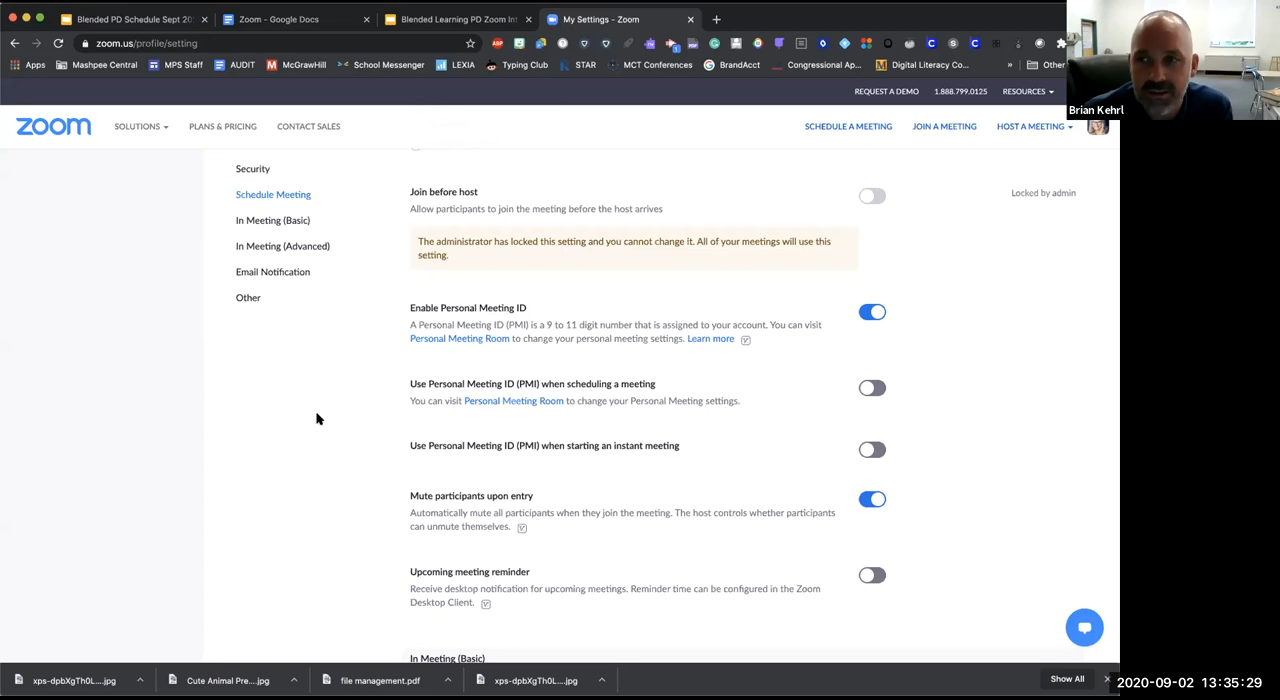 Blended PD Schedule Sept 20
Zoom - Google Docs
Blended Learning PD Zoom Int
My Settings - Zoom
zoom.us/profile/setting
Apps
Mashpee Central
MPS Staff
AUDIT
McGrawHill
School Messenger
LEXIA
Typing Club
STAR
MCT Conferences
BrandAcct
Congressional Ap...
Digital Literacy Co...
»
Other
REQUEST A DEMO
1.888.799.0125
RESOURCES
Brian Kehrl
zoom
SOLUTIONS
PLANS & PRICING
CONTACT SALES
SCHEDULE A MEETING
JOIN A MEETING
HOST A MEETING
Security
Schedule Meeting
In Meeting (Basic)
In Meeting (Advanced)
Email Notification
Other
Join before host
Locked by admin
Allow participants to join the meeting before the host arrives
The administrator has locked this setting and you cannot change it. All of your meetings will use this
setting.
Enable Personal Meeting ID
A Personal Meeting ID (PMI) is a 9 to 11 digit number that is assigned to your account. You can visit
Personal Meeting Room to change your personal meeting settings. Learn more
Use Personal Meeting ID (PMI) when scheduling a meeting
You can visit Personal Meeting Room to change your Personal Meeting settings.
Use Personal Meeting ID (PMI) when starting an instant meeting
Mute participants upon entry
Automatically mute all participants when they join the meeting. The host controls whether participants
can unmute themselves.
Upcoming meeting reminder
Receive desktop notification for upcoming meetings. Reminder time can be configured in the Zoom
Desktop Client.
In Meeting (Basic)
xps-dpbXgTh0L....jpg
Cute Animal Pre....jpg
file management.pdf
xps-dpbXgTh0L....jpg
Show All
2020-09-02 13:35:29